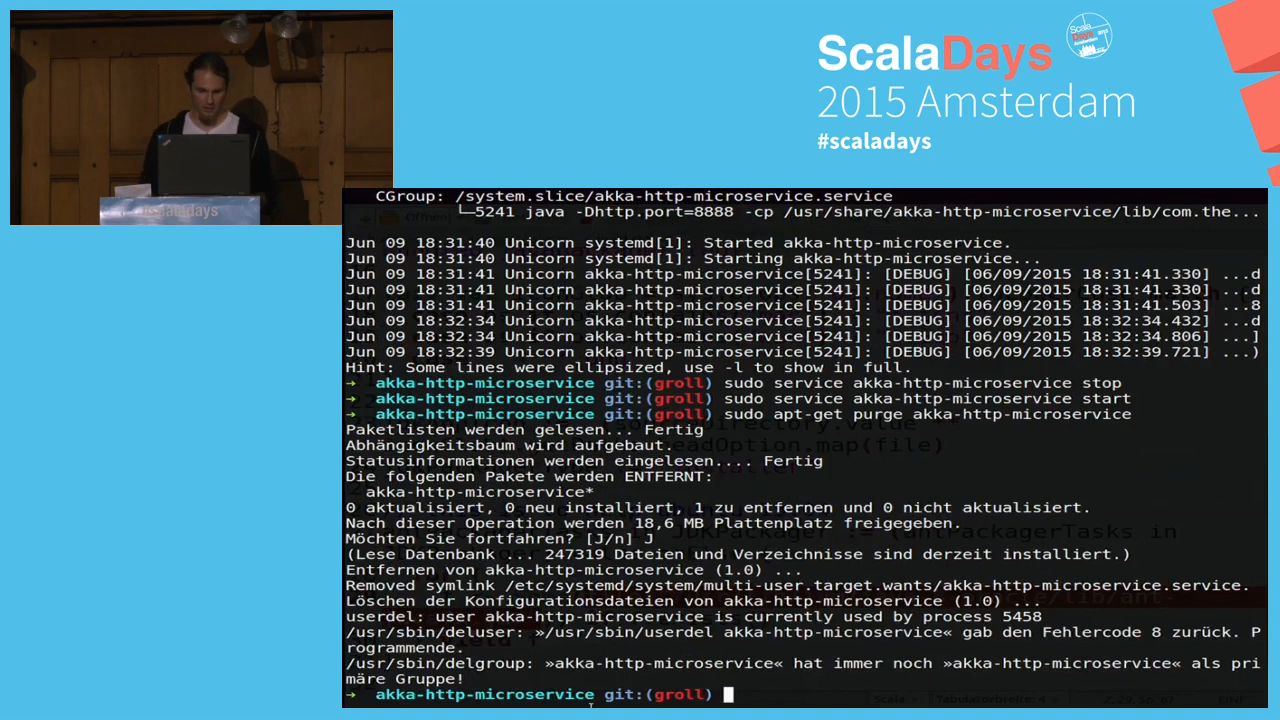 ScalaDays
2015 Amsterdam
#scaladays
scaladays
CGroup: /system.slice/akka-http-microservice.service
└─5241 java -Dhttp.port=8888 -cp /usr/share/akka-http-microservice/lib/com.the...
Jun 09 18:31:40 Unicorn systemd[1]: Started akka-http-microservice.
Jun 09 18:31:40 Unicorn systemd[1]: Starting akka-http-microservice...
Jun 09 18:31:41 Unicorn akka-http-microservice[5241]: [DEBUG] [06/09/2015 18:31:41.330] ...d
Jun 09 18:31:41 Unicorn akka-http-microservice[5241]: [DEBUG] [06/09/2015 18:31:41.330] ...d
Jun 09 18:31:41 Unicorn akka-http-microservice[5241]: [DEBUG] [06/09/2015 18:31:41.503] ...8
Jun 09 18:32:34 Unicorn akka-http-microservice[5241]: [DEBUG] [06/09/2015 18:32:34.432] ...d
Jun 09 18:32:34 Unicorn akka-http-microservice[5241]: [DEBUG] [06/09/2015 18:32:34.806] ...]
Jun 09 18:32:39 Unicorn akka-http-microservice[5241]: [DEBUG] [06/09/2015 18:32:39.721] ...)
Hint: Some lines were ellipsized, use -l to show in full.
→ akka-http-microservice git:(groll) sudo service akka-http-microservice stop
→ akka-http-microservice git:(groll) sudo service akka-http-microservice start
→ akka-http-microservice git:(groll) sudo apt-get purge akka-http-microservice
Paketlisten werden gelesen... Fertig
Abhängigkeitsbaum wird aufgebaut.
Statusinformationen werden eingelesen.... Fertig
Die folgenden Pakete werden ENTFERNT:
akka-http-microservice*
0 aktualisiert, 0 neu installiert, 1 zu entfernen und 0 nicht aktualisiert.
Nach dieser Operation werden 18,6 MB Plattenplatz freigegeben.
Möchten Sie fortfahren? [J/n] J
(Lese Datenbank ... 247319 Dateien und Verzeichnisse sind derzeit installiert.)
Entfernen von akka-http-microservice (1.0) ...
Removed symlink /etc/systemd/system/multi-user.target.wants/akka-http-microservice.service.
Löschen der Konfigurationsdateien von akka-http-microservice (1.0) ...
userdel: user akka-http-microservice is currently used by process 5458
/usr/sbin/deluser: »/usr/sbin/userdel akka-http-microservice« gab den Fehlercode 8 zurück. P
rogrammende.
/usr/sbin/delgroup: »akka-http-microservice« hat immer noch »akka-http-microservice« als pri
märe Gruppe!
→ akka-http-microservice git:(groll)